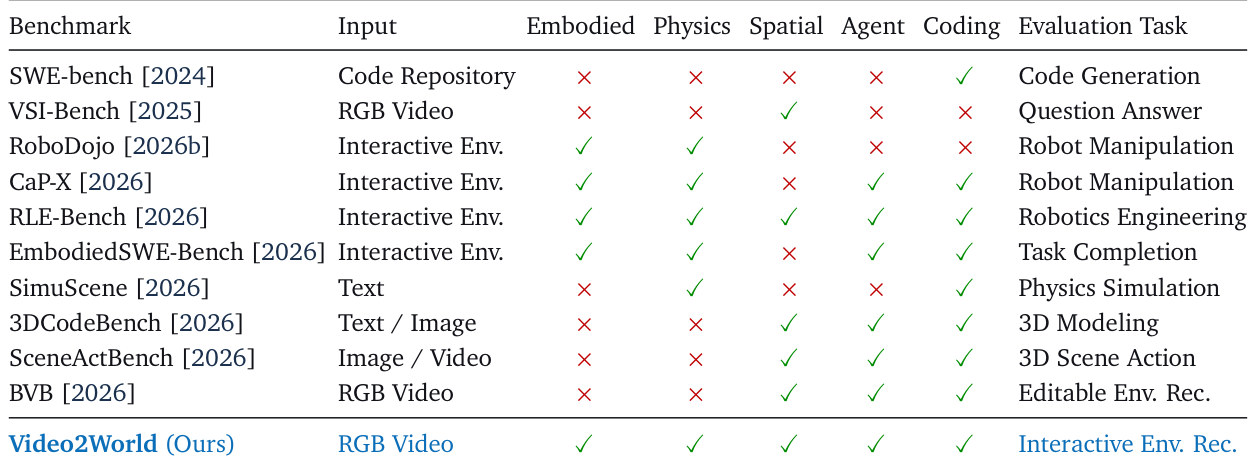 Benchmark Input Embodied Physics Spatial Agent Coding Evaluation Task
SWE-bench [2024] Code Repository × × × × ✓ Code Generation
VSI-Bench [2025] RGB Video × × ✓ × × Question Answer
RoboDojo [2026b] Interactive Env. ✓ ✓ × × × Robot Manipulation
CaP-X [2026] Interactive Env. ✓ ✓ × ✓ ✓ Robot Manipulation
RLE-Bench [2026] Interactive Env. ✓ ✓ ✓ ✓ ✓ Robotics Engineering
EmbodiedSWE-Bench [2026] Interactive Env. ✓ ✓ × ✓ ✓ Task Completion
SimuScene [2026] Text × ✓ × × ✓ Physics Simulation
3DCodeBench [2026] Text / Image × × ✓ ✓ ✓ 3D Modeling
SceneActBench [2026] Image / Video × × ✓ ✓ ✓ 3D Scene Action
BVB [2026] RGB Video × × ✓ ✓ ✓ Editable Env. Rec.
Video2World (Ours) RGB Video ✓ ✓ ✓ ✓ ✓ Interactive Env. Rec.